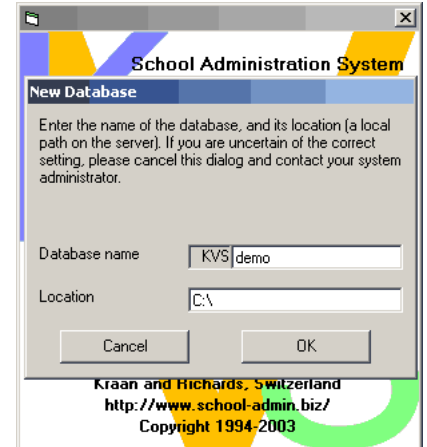 School Administration System
New Database
Enter the name of the database, and its location (a local
path on the server). If you are uncertain of the correct
setting, please cancel this dialog and contact your system
administrator.
Database name KVS demo
Location C:\
Cancel OK
Kraan and Richards, Switzerland
http://www.school-admin.biz/
Copyright 1994-2003